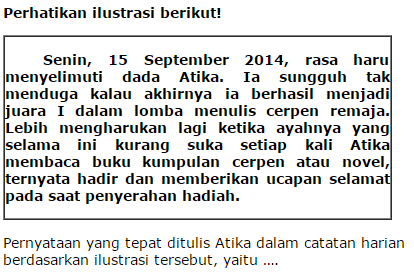 Perhatikan ilustrasi berikut!
Senin, 15 September 2014, rasa haru
menyelimuti dada Atika. Ia sungguh tak
menduga kalau akhirnya ia berhasil menjadi
juara I dalam lomba menulis cerpen remaja.
Lebih mengharukan lagi ketika ayahnya yang
selama ini kurang suka setiap kali Atika
membaca buku kumpulan cerpen atau novel,
ternyata hadir dan memberikan ucapan selamat
pada saat penyerahan hadiah.
Pernyataan yang tepat ditulis Atika dalam catatan harian
berdasarkan ilustrasi tersebut, yaitu ....